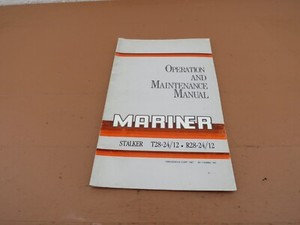 OPERATION
AND
MAINTENANCE
MANUAL
MARINER
STALKER T28-24/12 • R28-24/12